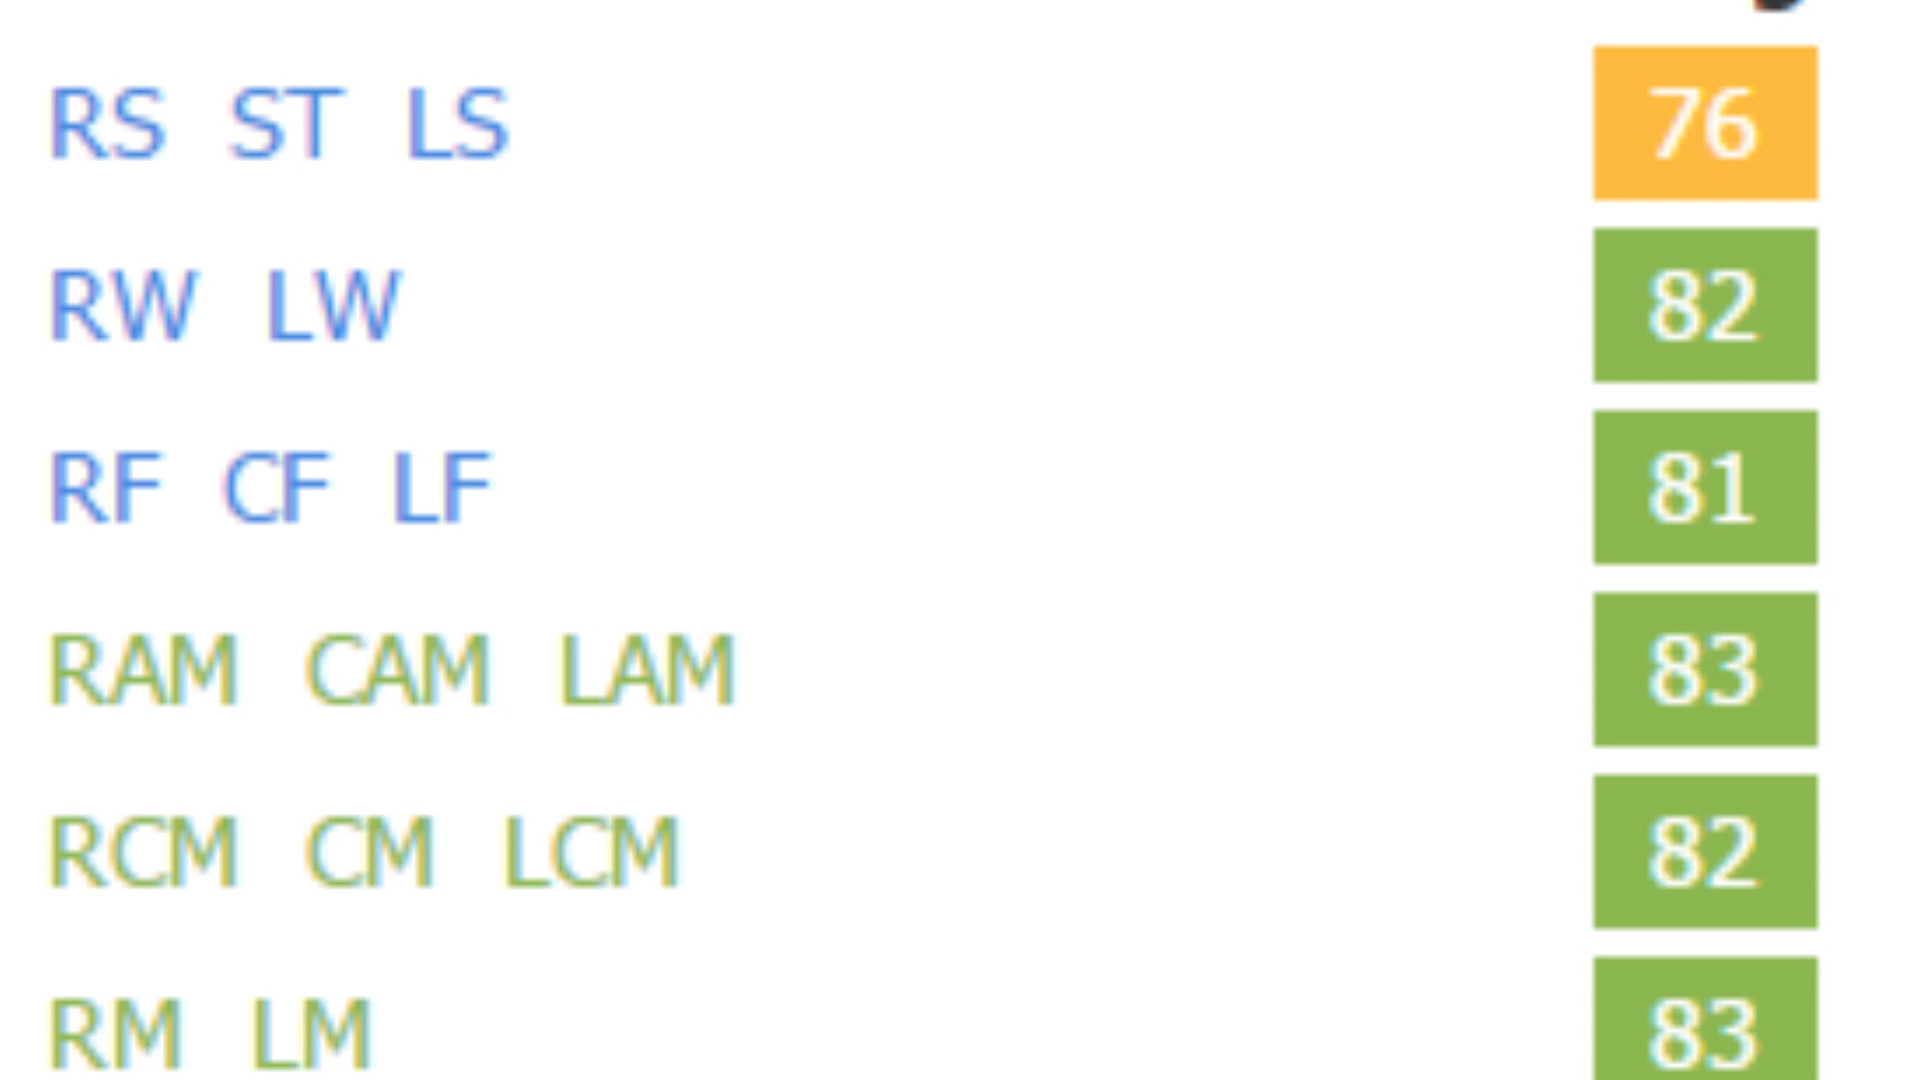 RS ST LS 76
RW LW 82
RF CF LF 81
RAM CAM LAM 83
RCM CM LCM 82
RM LM 83